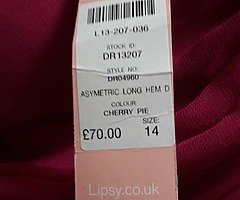 L13-207-036
STOCK ID:
DR13207
STYLE NO:
DR04960
ASYMETRIC LONG HEM D
COLOUR:
CHERRY PIE
SIZE:
£70.00
14
Lipsy.co.uk